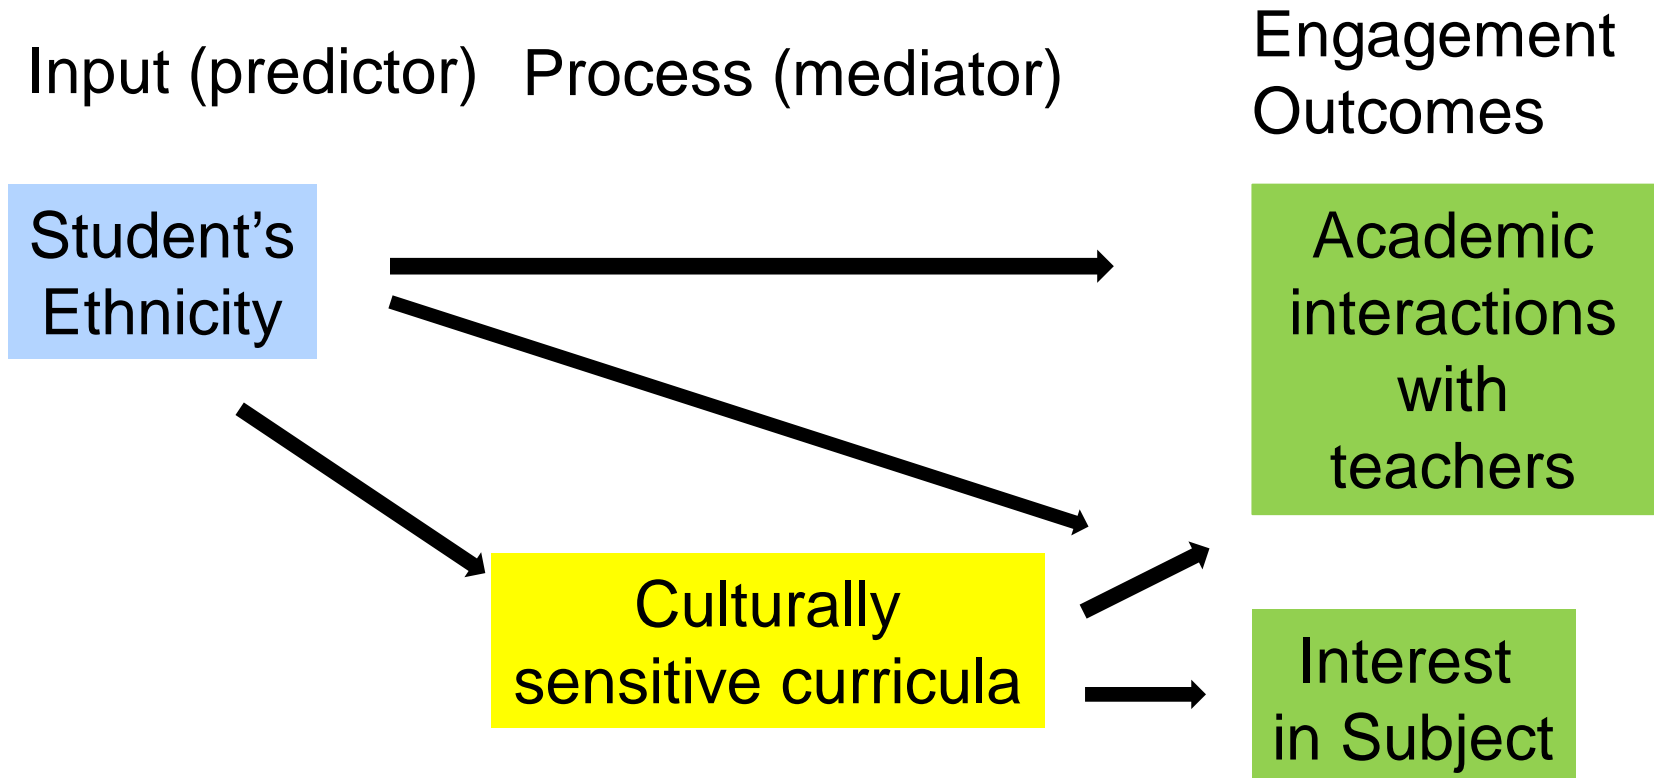 Input (predictor)
Process (mediator)
Engagement
Outcomes
Student’s
Ethnicity
Academic
interactions
with
teachers
Culturally
sensitive curricula
Interest
in Subject